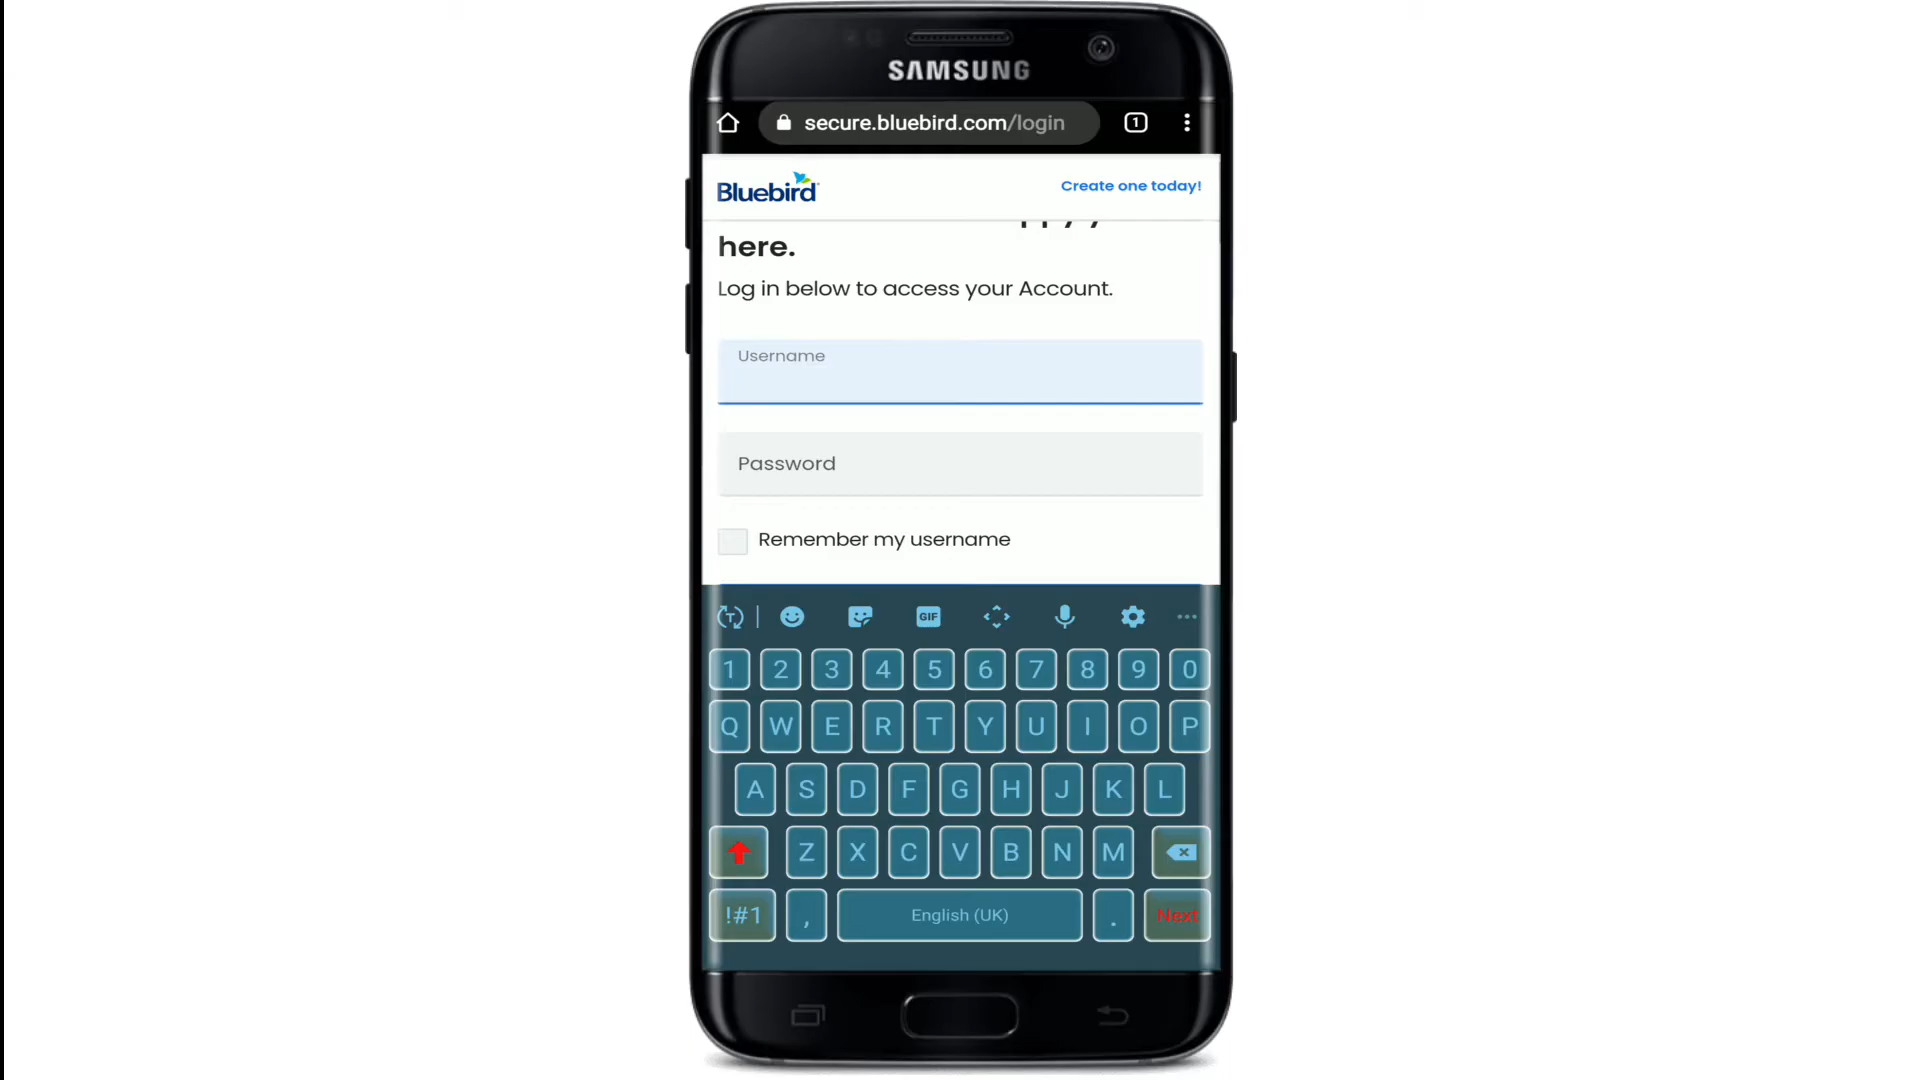 SAMSUNG
secure.bluebird.com/login
1
Bluebird
Create one today!
here.
Log in below to access your Account.
Username
Password
Remember my username
T
GIF
1 2 3 4 5 6 7 8 9 0
Q W E R T Y U I O P
A S D F G H J K L
Z X C V B N M
!#1 , English (UK) . Next